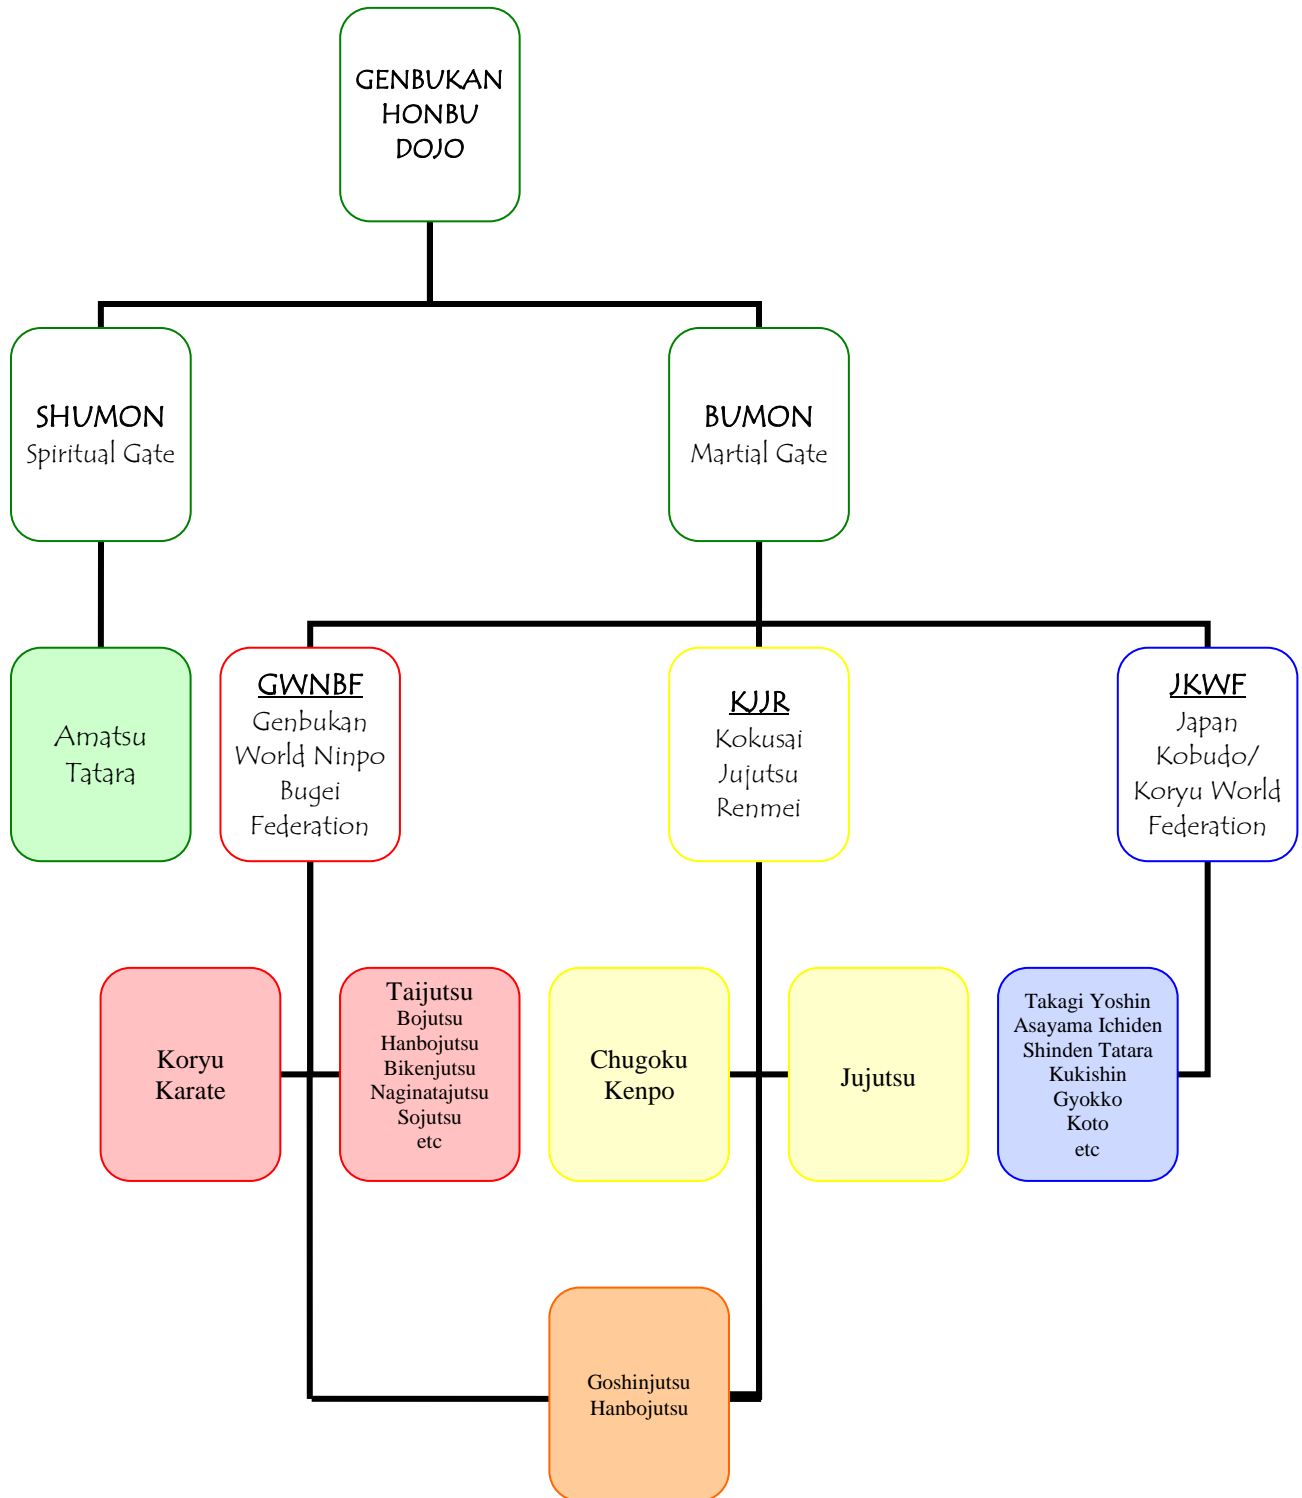 GENBUKAN
HONBU
DOJO
SHUMON
Spiritual Gate
BUMON
Martial Gate
Amatsu
Tatara
GWNBF
Genbukan
World Ninpo
Bugei
Federation
KJJR
Kokusai
Jujutsu
Renmei
JKWF
Japan
Kobudo/
Koryu World
Federation
Koryu
Karate
Taijutsu
Bojutsu
Hanbojutsu
Bikenjutsu
Naginatajutsu
Sojutsu
etc
Chugoku
Kenpo
Jujutsu
Takagi Yoshin
Asayama Ichiden
Shinden Tatara
Kukishin
Gyokko
Koto
etc
Goshinjutsu
Hanbojutsu